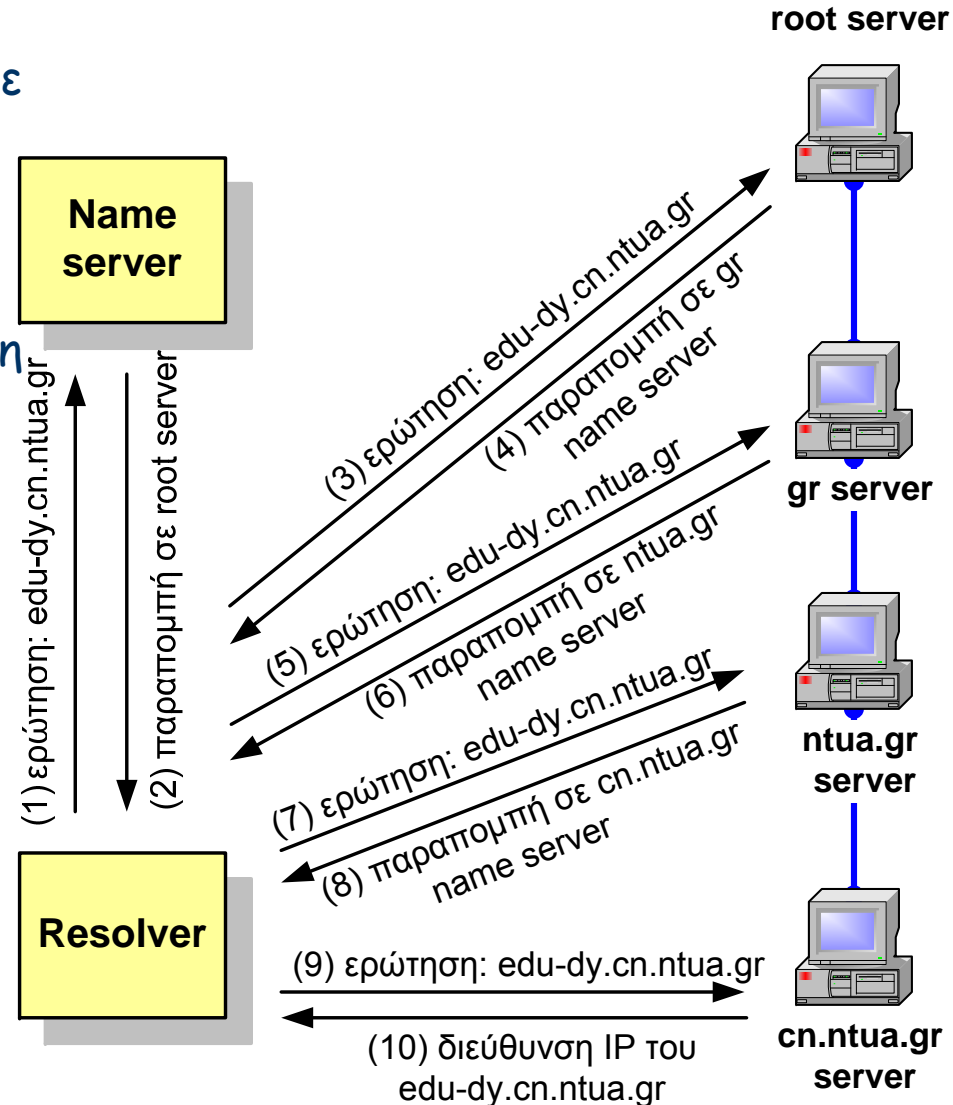 root server
ε
Name
server
η
(1) ερώτηση: edu-dy.cn.ntua.gr
(2) παραπομπή σε root server
(3) ερώτηση: edu-dy.cn.ntua.gr
(4) παραπομπή σε gr
name server
gr server
(5) ερώτηση: edu-dy.cn.ntua.gr
(6) παραπομπή σε ntua.gr
name server
ntua.gr
server
(7) ερώτηση: edu-dy.cn.ntua.gr
(8) παραπομπή σε cn.ntua.gr
name server
Resolver
(9) ερώτηση: edu-dy.cn.ntua.gr
(10) διεύθυνση IP του
edu-dy.cn.ntua.gr
cn.ntua.gr
server